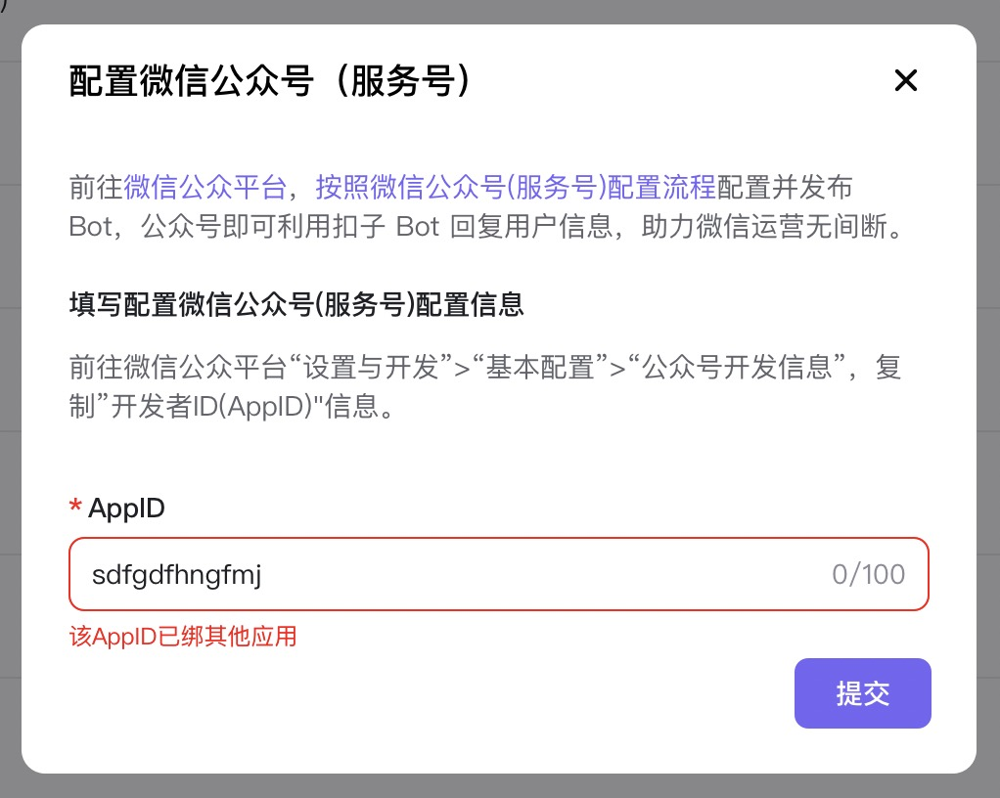 )
配置微信公众号（服务号）
前往微信公众平台，按照微信公众号(服务号)配置流程配置并发布
Bot，公众号即可利用扣子 Bot 回复用户信息，助力微信运营无间断。
填写配置微信公众号(服务号)配置信息
前往微信公众平台“设置与开发”>“基本配置”>“公众号开发信息”，复
制”开发者ID(AppID)"信息。
* AppID
sdfgdfhngfmj 0/100
该AppID已绑其他应用
提交